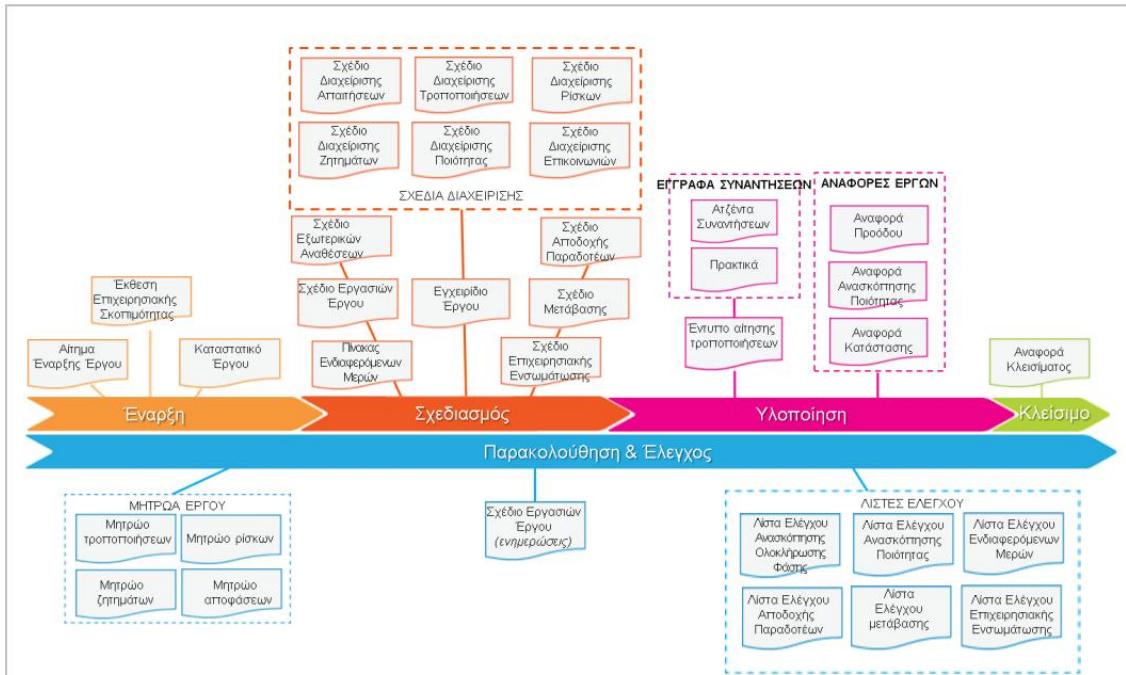 Σχέδιο
Διαχείρισης
Απαιτήσεων
Σχέδιο
Διαχείρισης
Τροποποιήσεων
Σχέδιο
Διαχείρισης
Ρίσκων
Σχέδιο
Διαχείρισης
Ζητημάτων
Σχέδιο
Διαχείρισης
Ποιότητας
Σχέδιο
Διαχείρισης
Επικοινωνιών
ΣΧΕΔΙΑ ΔΙΑΧΕΙΡΙΣΗΣ
ΕΓΓΡΑΦΑ ΣΥΝΑΝΤΗΣΕΩΝ
Ατζέντα
Συναντήσεων
Πρακτικά
Έντυπο αίτησης
τροποποιήσεων
ΑΝΑΦΟΡΕΣ ΕΡΓΩΝ
Αναφορά
Προόδου
Αναφορά
Ανασκόπησης
Ποιότητας
Αναφορά
Κατάστασης
Σχέδιο
Εξωτερικών
Αναθέσεων
Σχέδιο Εργασιών
Έργου
Πίνακας
Ενδιαφερόμενων
Μερών
Εγχειρίδιο
Έργου
Σχέδιο
Αποδοχής
Παραδοτέων
Σχέδιο
Μετάβασης
Σχέδιο
Επιχειρησιακής
Ενσωμάτωσης
Έκθεση
Επιχειρησιακής
Σκοπιμότητας
Αίτημα
Έναρξης Έργου
Καταστατικό
Έργου
Αναφορά
Κλεισίματος
Έναρξη
Σχεδιασμός
Υλοποίηση
Κλείσιμο
Παρακολούθηση & Έλεγχος
ΜΗΤΡΩΑ ΕΡΓΟΥ
Μητρώο
τροποποιήσεων
Μητρώο ρίσκων
Μητρώο
ζητημάτων
Μητρώο
αποφάσεων
Σχέδιο Εργασιών
Έργου
(ενημερώσεις)
ΛΙΣΤΕΣ ΕΛΕΓΧΟΥ
Λίστα Ελέγχου
Ανασκόπησης
Ολοκλήρωσης
Φάσης
Λίστα Ελέγχου
Ανασκόπησης
Ποιότητας
Λίστα Ελέγχου
Ενδιαφερόμενων
Μερών
Λίστα Ελέγχου
Αποδοχής
Παραδοτέων
Λίστα
Ελέγχου
μετάβασης
Λίστα Ελέγχου
Επιχειρησιακής
Ενσωμάτωσης